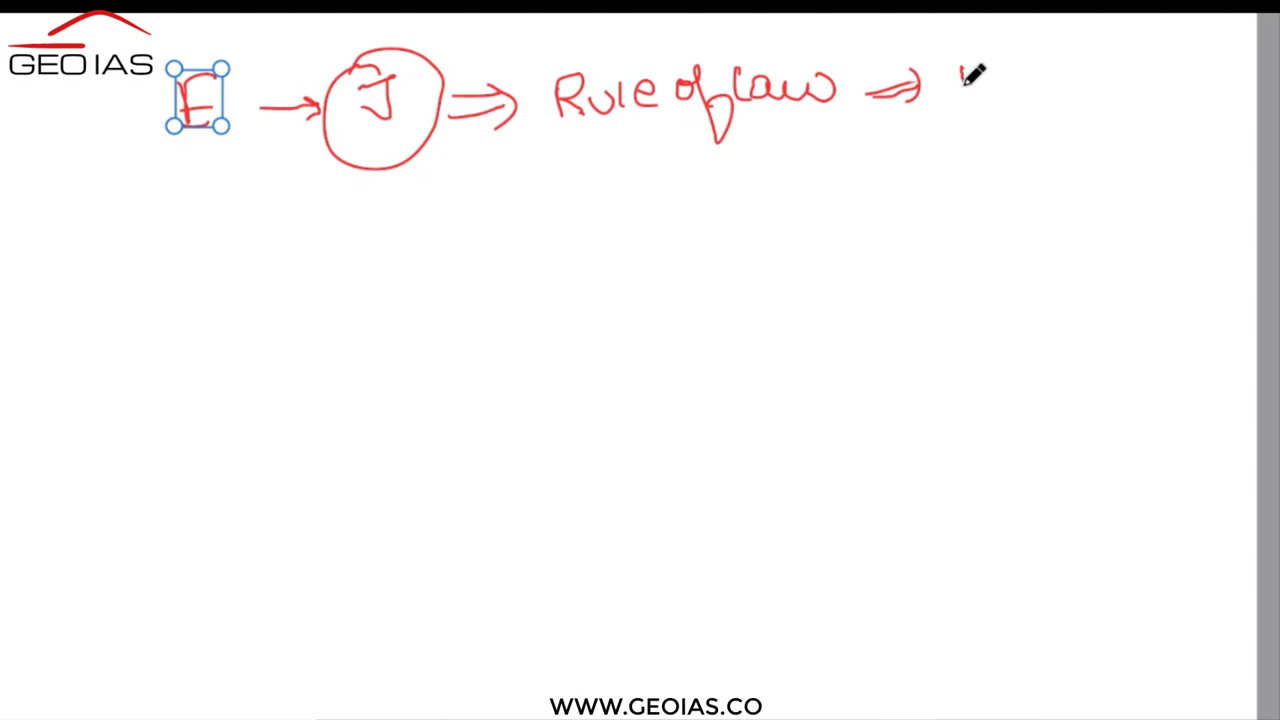 GEO IAS
E → J ⇒ Rule of law ⇒
WWW.GEOIAS.CO